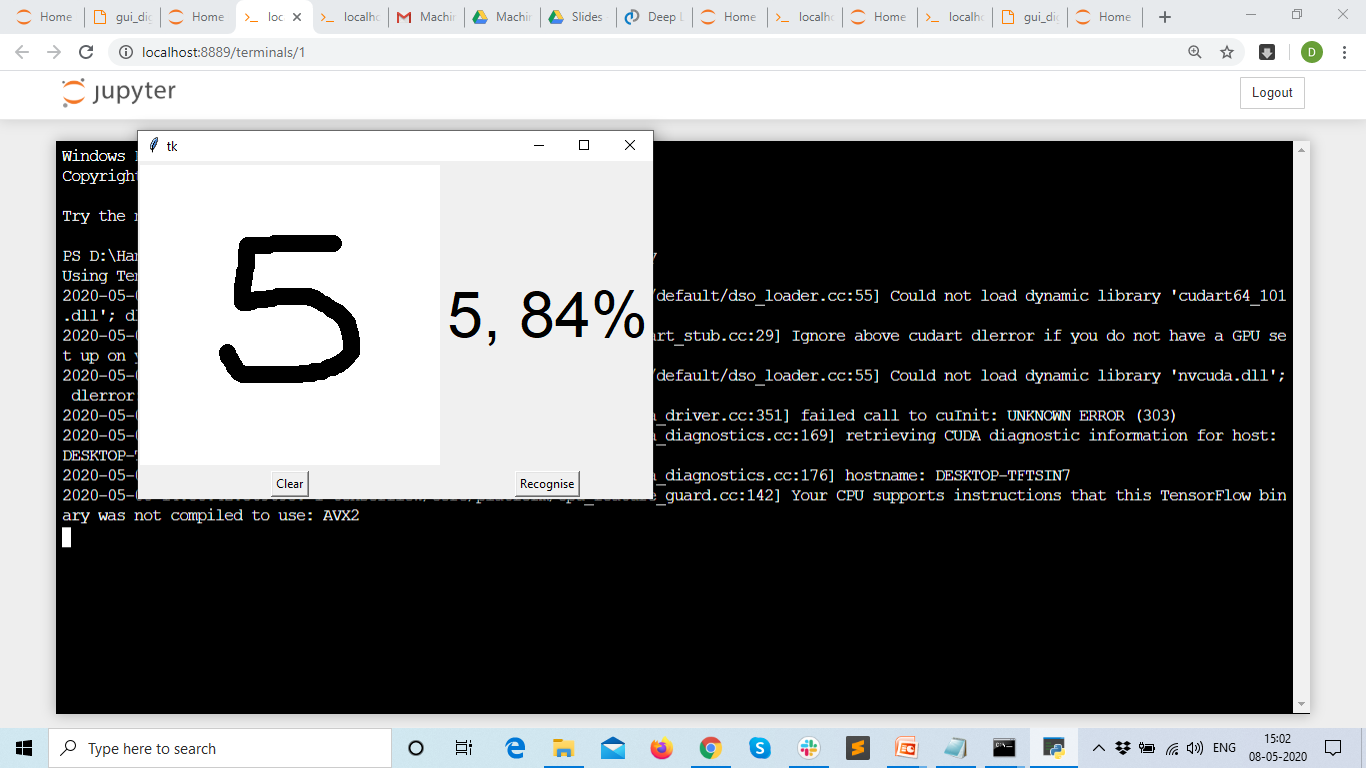 Home
gui_di
Home
loc
localho
Machin
Machin
Slides
Deep L
Home
localh
Home
localh
gui_di
Home
localhost:8889/terminals/1
D
jupyter
Logout
tk
Windows
Copyright
Try the
PS D:\Han
Using Ten
2020-05- /default/dso_loader.cc:55] Could not load dynamic library 'cudart64_101
.dll'; dl
2020-05- rt_stub.cc:29] Ignore above cudart dlerror if you do not have a GPU se
t up on
2020-05- /default/dso_loader.cc:55] Could not load dynamic library 'nvcuda.dll';
dlerror
2020-05- _driver.cc:351] failed call to cuInit: UNKNOWN ERROR (303)
2020-05- _diagnostics.cc:169] retrieving CUDA diagnostic information for host:
DESKTOP-T
2020-05- _diagnostics.cc:176] hostname: DESKTOP-TFTSIN7
2020-05- _guard.cc:142] Your CPU supports instructions that this TensorFlow bin
ary was not compiled to use: AVX2
5
5, 84%
Clear
Recognise
Type here to search
ENG
15:02
08-05-2020